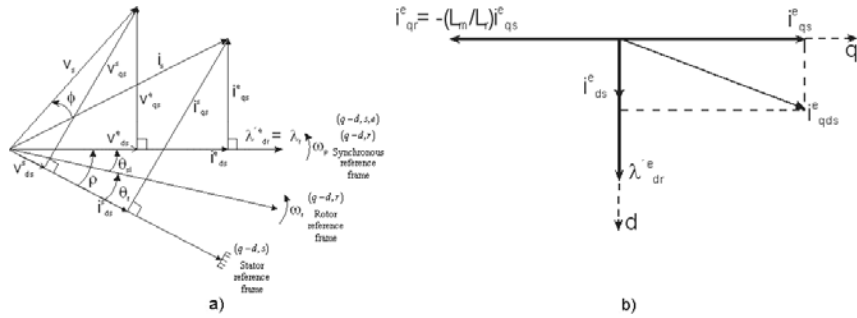 V_s
V^s_qs
i_s
ϕ
V^e_qs
i^s_qs
i^e_qs
V^e_ds
λ'^e_dr = λ_r
i^e_ds
(q-d,s,e)
(q-d,r)
ω_e Synchronous
reference
frame
V^s_ds
ρ
θ_sl
θ_r
i^s_ds
ω_r
(q-d,r)
Rotor
reference
frame
(q-d,s)
Stator
reference
frame
a)
i^e_qr = -(L_m/L_r)i^e_qs
i^e_qs
q
i^e_ds
i^e_qds
λ'^e_dr
d
b)